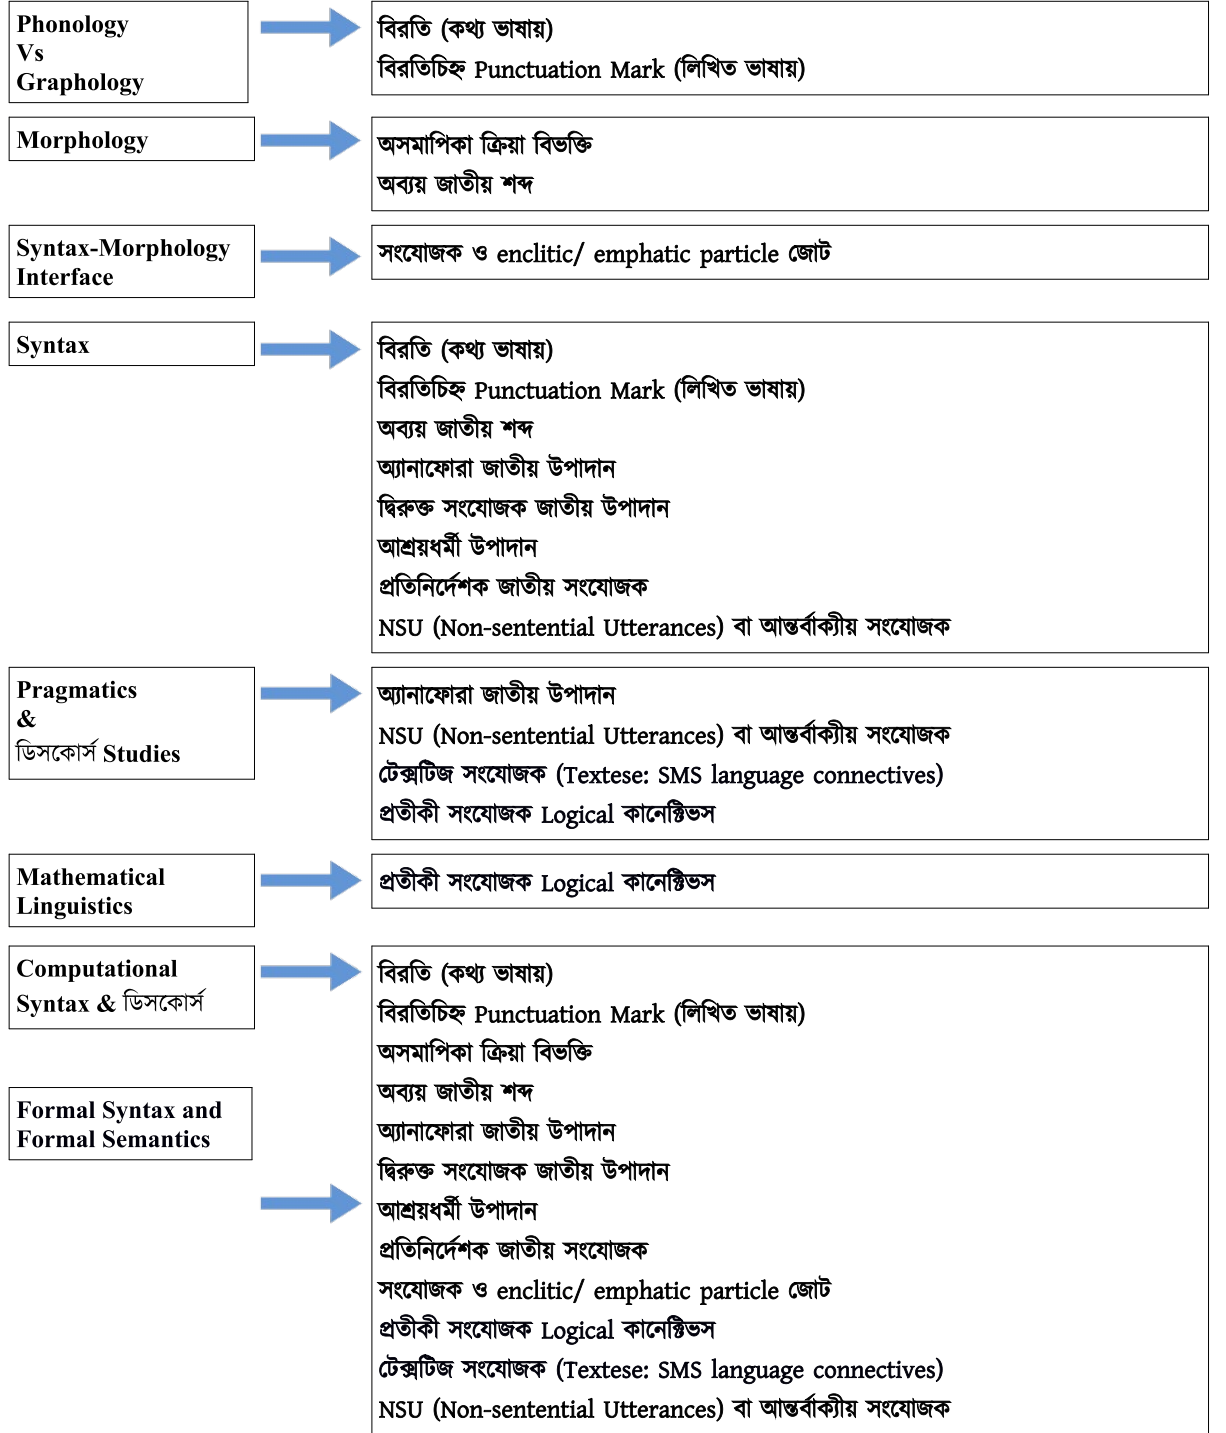 Phonology
Vs
Graphology
বিরতি (কথ্য ভাষায়)
বিরতিচিহ্ন Punctuation Mark (লিখিত ভাষায়)
Morphology
অসমাপিকা ক্রিয়া বিভক্তি
অব্যয় জাতীয় শব্দ
Syntax-Morphology
Interface
সংযোজক ও enclitic/ emphatic particle জোট
Syntax
বিরতি (কথ্য ভাষায়)
বিরতিচিহ্ন Punctuation Mark (লিখিত ভাষায়)
অব্যয় জাতীয় শব্দ
অ্যানাফোরা জাতীয় উপাদান
দ্বিরুক্ত সংযোজক জাতীয় উপাদান
আশ্রয়ধর্মী উপাদান
প্রতিনির্দেশক জাতীয় সংযোজক
NSU (Non-sentential Utterances) বা আন্তর্বাক্যীয় সংযোজক
Pragmatics
&
ডিসকোর্স Studies
অ্যানাফোরা জাতীয় উপাদান
NSU (Non-sentential Utterances) বা আন্তর্বাক্যীয় সংযোজক
টেক্সটিজ সংযোজক (Textese: SMS language connectives)
প্রতীকী সংযোজক Logical কানেক্টিভস
Mathematical
Linguistics
প্রতীকী সংযোজক Logical কানেক্টিভস
Computational
Syntax & ডিসকোর্স
Formal Syntax and
Formal Semantics
বিরতি (কথ্য ভাষায়)
বিরতিচিহ্ন Punctuation Mark (লিখিত ভাষায়)
অসমাপিকা ক্রিয়া বিভক্তি
অব্যয় জাতীয় শব্দ
অ্যানাফোরা জাতীয় উপাদান
দ্বিরুক্ত সংযোজক জাতীয় উপাদান
আশ্রয়ধর্মী উপাদান
প্রতিনির্দেশক জাতীয় সংযোজক
সংযোজক ও enclitic/ emphatic particle জোট
প্রতীকী সংযোজক Logical কানেক্টিভস
টেক্সটিজ সংযোজক (Textese: SMS language connectives)
NSU (Non-sentential Utterances) বা আন্তর্বাক্যীয় সংযোজক